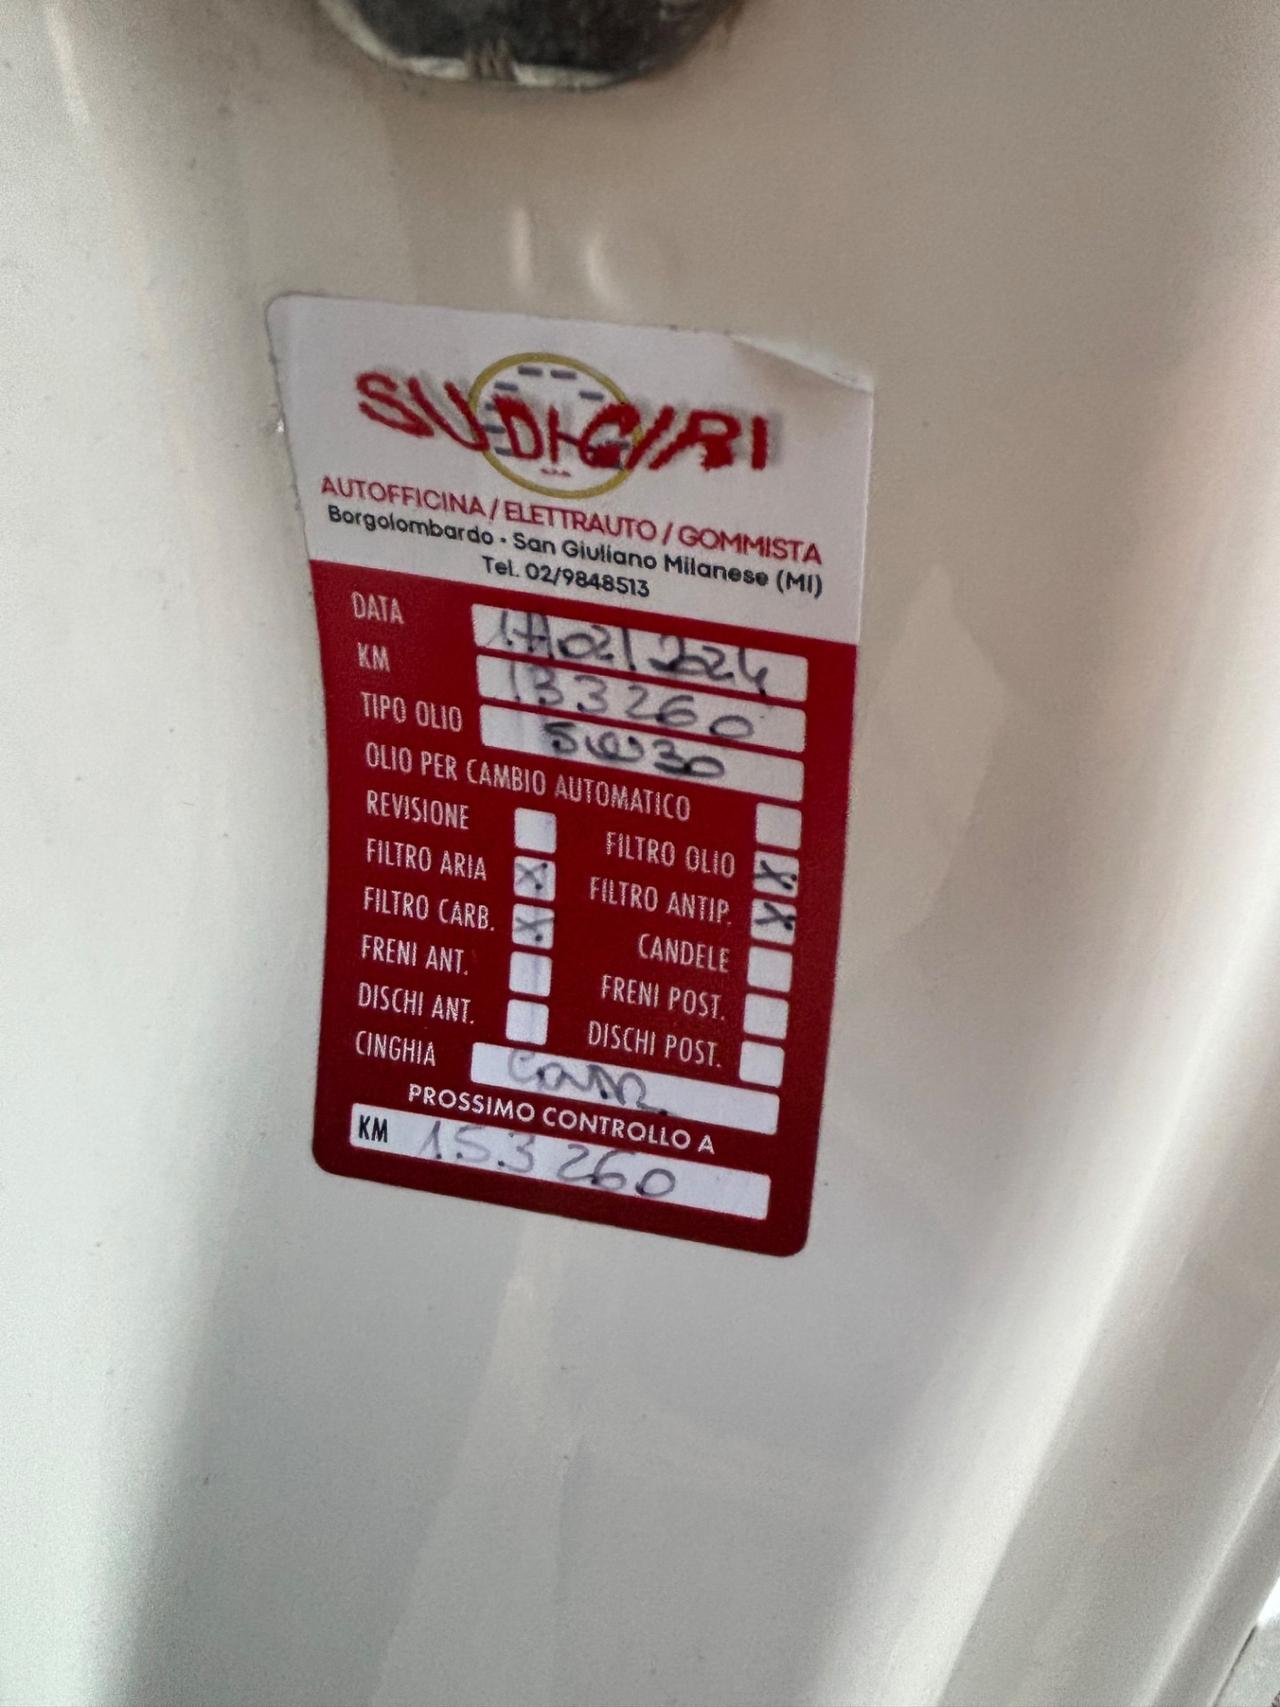 SU DI GIRI
AUTOFFICINA / ELETTRAUTO / GOMMISTA
Borgolombardo • San Giuliano Milanese (MI)
Tel. 02/9848513
DATA
KM 133260
TIPO OLIO 5W30
OLIO PER CAMBIO AUTOMATICO
REVISIONE FILTRO OLIO X
FILTRO ARIA X FILTRO ANTIP. X
FILTRO CARB. X CANDELE
FRENI ANT. FRENI POST.
DISCHI ANT. DISCHI POST.
CINGHIA
PROSSIMO CONTROLLO A
KM 153260